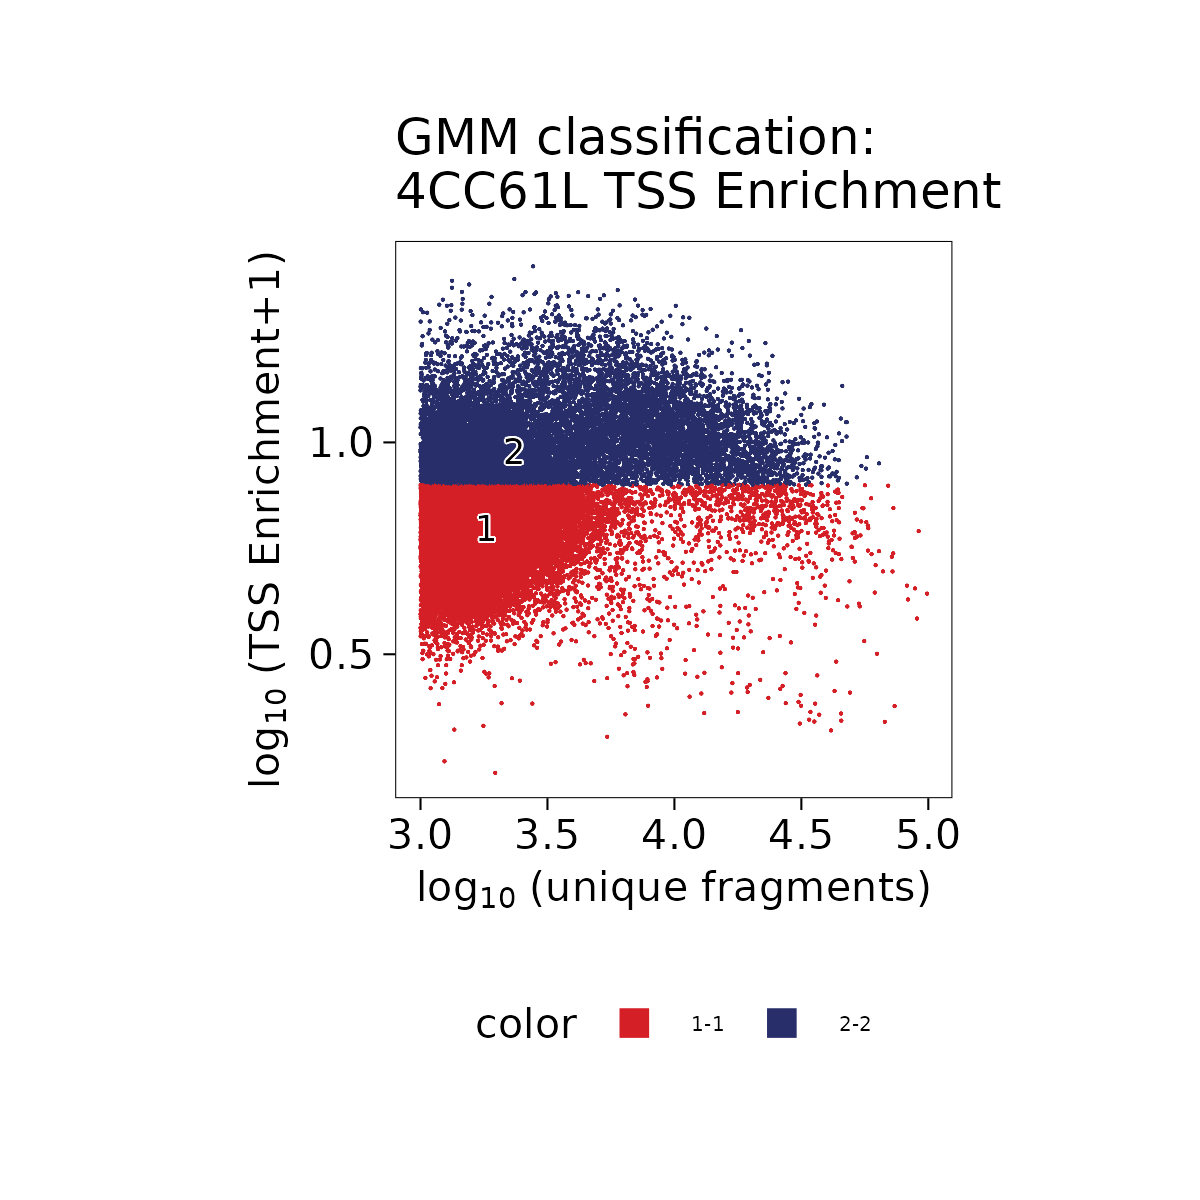 GMM classification:
4CC61L TSS Enrichment
log₁₀ (TSS Enrichment+1)
1.0
0.5
2
1
3.0 3.5 4.0 4.5 5.0
log₁₀ (unique fragments)
color 1-1 2-2